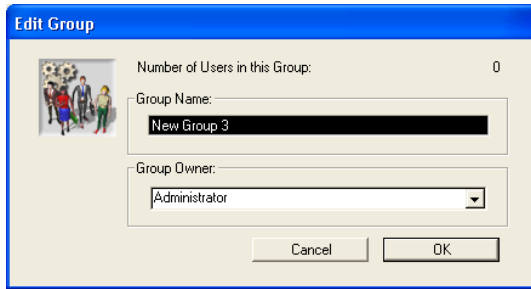 Edit Group
Number of Users in this Group: 0
Group Name:
New Group 3
Group Owner:
Administrator
Cancel OK